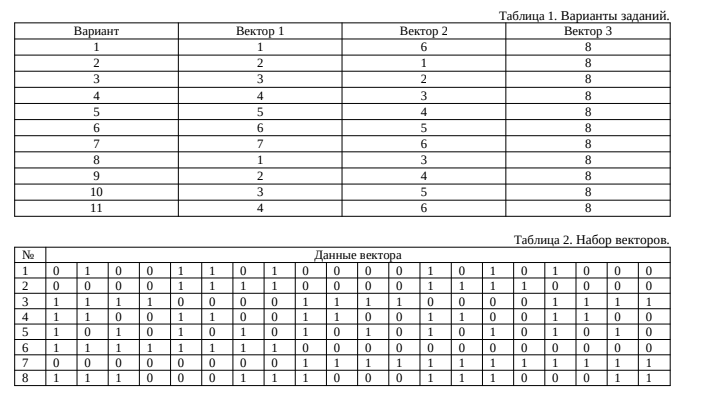 Таблица 1. Варианты заданий.
Вариант Вектор 1 Вектор 2 Вектор 3
1 1 6 8
2 2 1 8
3 3 2 8
4 4 3 8
5 5 4 8
6 6 5 8
7 7 6 8
8 1 3 8
9 2 4 8
10 3 5 8
11 4 6 8
Таблица 2. Набор векторов.
№ Данные вектора
1 0 1 0 0 1 1 0 1 0 0 0 0 1 0 1 0 1 0 0 0
2 0 0 0 0 1 1 1 1 0 0 0 0 1 1 1 1 0 0 0 0
3 1 1 1 1 0 0 0 0 1 1 1 1 0 0 0 0 1 1 1 1
4 1 1 0 0 1 1 0 0 1 1 0 0 1 1 0 0 1 1 0 0
5 1 0 1 0 1 0 1 0 1 0 1 0 1 0 1 0 1 0 1 0
6 1 1 1 1 1 1 1 1 0 0 0 0 0 0 0 0 0 0 0 0
7 0 0 0 0 0 0 0 0 1 1 1 1 1 1 1 1 1 1 1 1
8 1 1 1 0 0 0 1 1 1 0 0 0 1 1 1 0 0 0 1 1